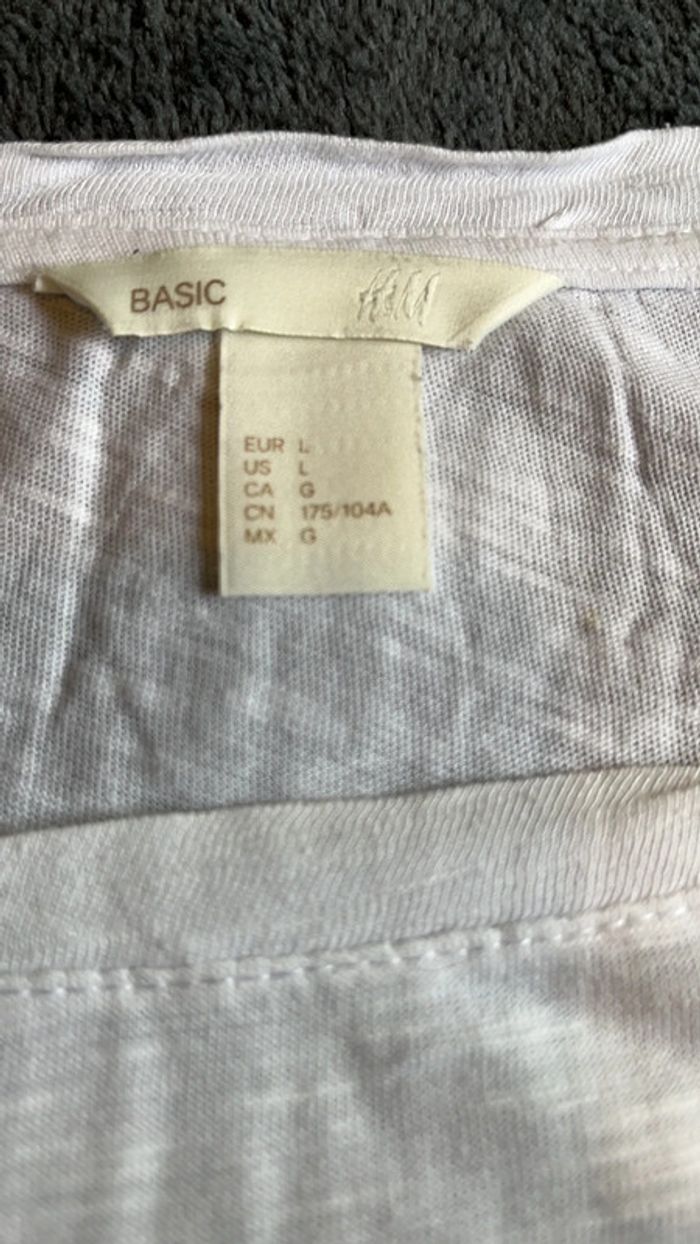 BASIC H&M
EUR L
US L
CA G
CN 175/104A
MX G